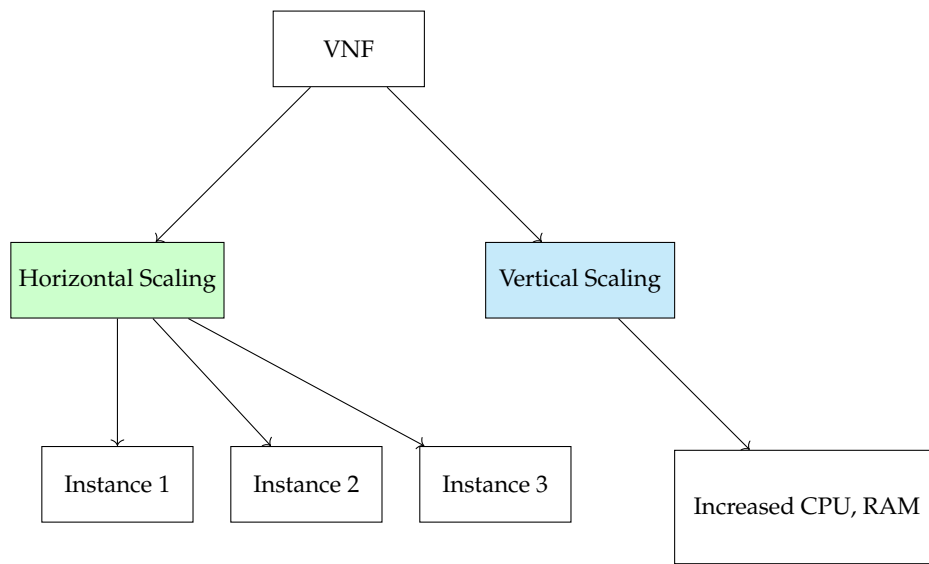 VNF
Horizontal Scaling
Vertical Scaling
Instance 1
Instance 2
Instance 3
Increased CPU, RAM